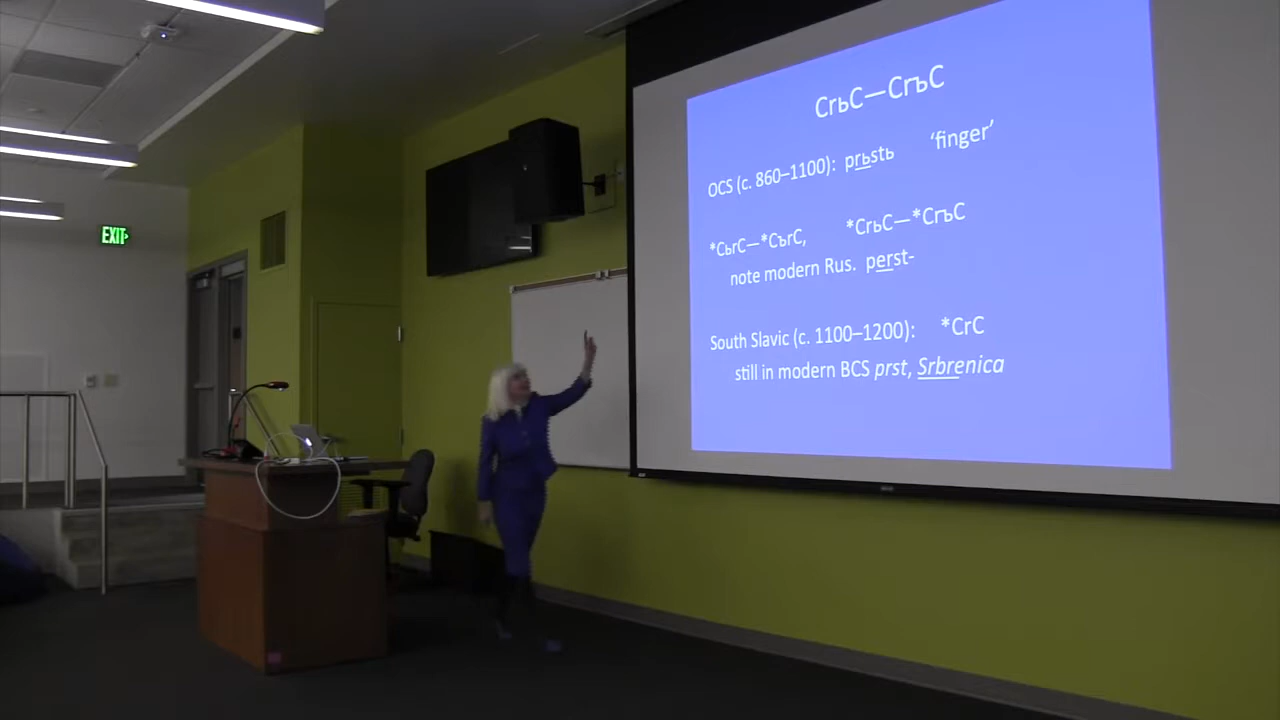 CrьC—CrъC
OCS (c. 860–1100): prьstь ‘finger’
*CьrC—*CъrC, *CrьC—*CrъC
note modern Rus. perst-
South Slavic (c. 1100–1200): *CrC
still in modern BCS prst, Srbrenica
EXIT